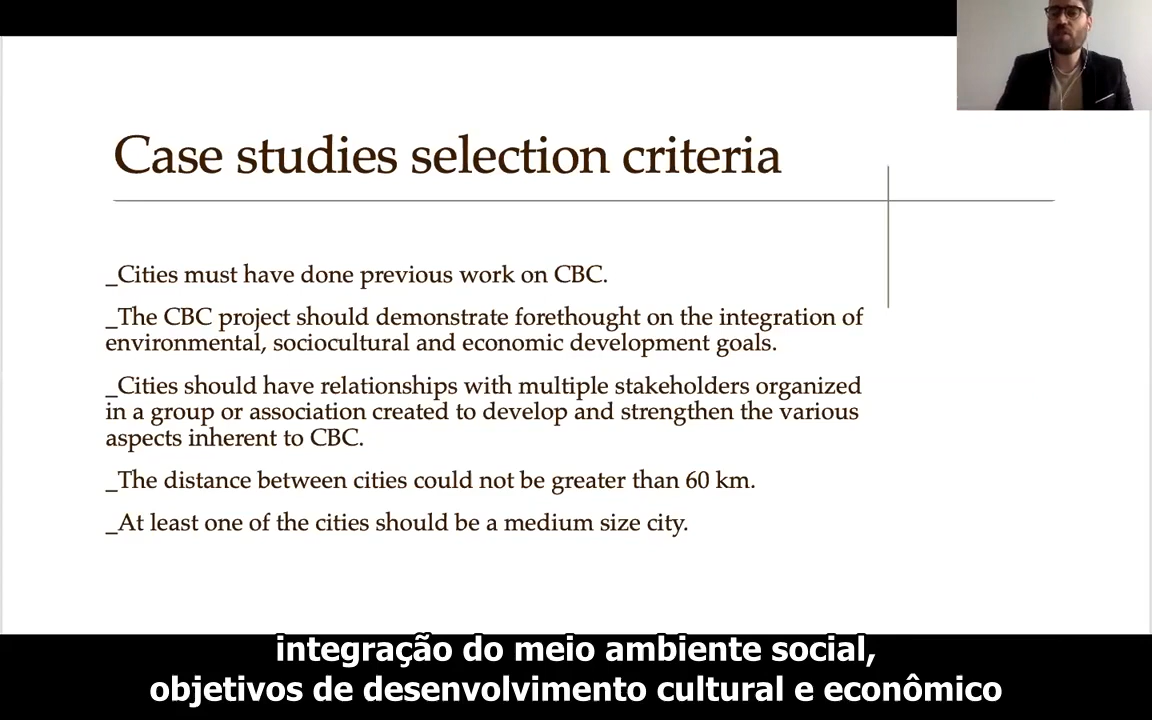 Case studies selection criteria
_Cities must have done previous work on CBC.
_The CBC project should demonstrate forethought on the integration of
environmental, sociocultural and economic development goals.
_Cities should have relationships with multiple stakeholders organized
in a group or association created to develop and strengthen the various
aspects inherent to CBC.
_The distance between cities could not be greater than 60 km.
_At least one of the cities should be a medium size city.
integração do meio ambiente social,
objetivos de desenvolvimento cultural e econômico